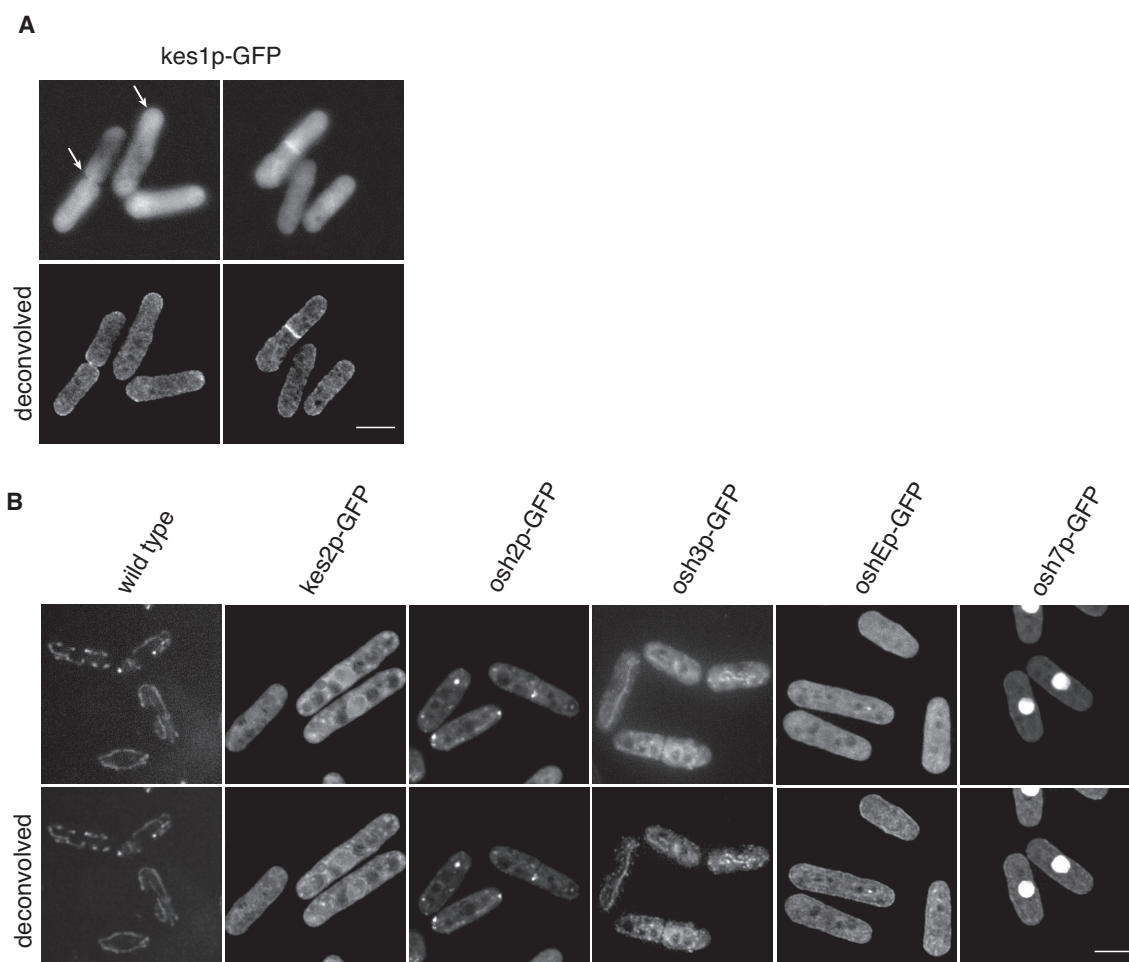 A
kes1p-GFP
deconvolved
B
wild type
kes2p-GFP
osh2p-GFP
osh3p-GFP
oshEp-GFP
osh7p-GFP
deconvolved